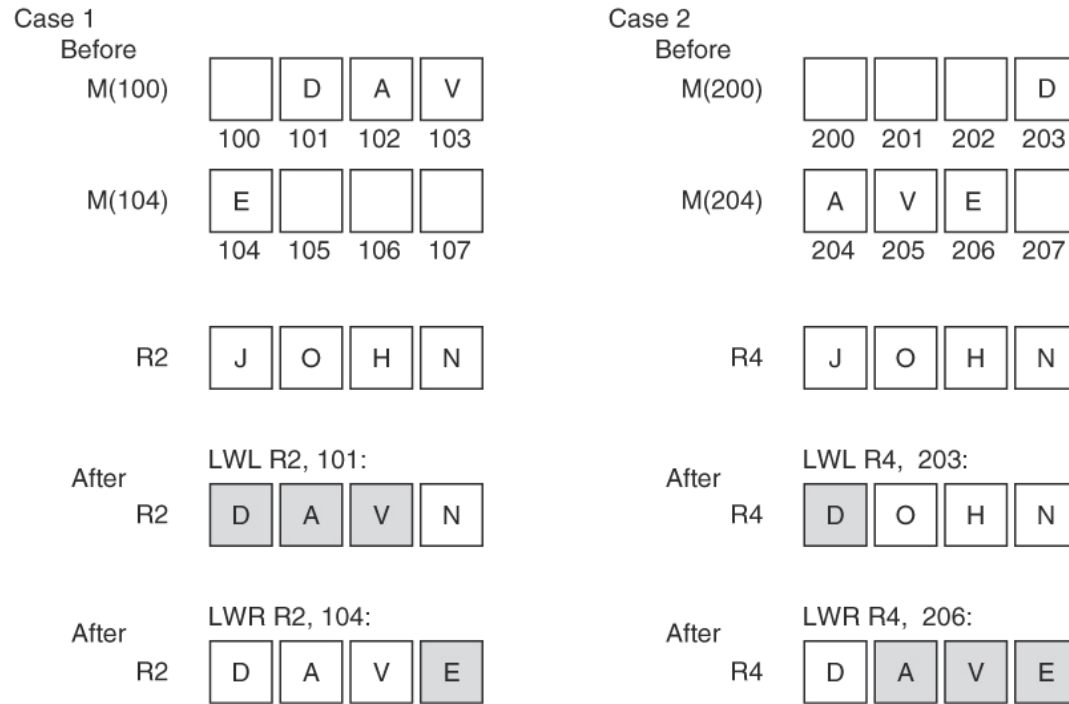 Case 1
Before
M(100) D A V
100 101 102 103
M(104) E
104 105 106 107
R2 J O H N
After
LWL R2, 101:
R2 D A V N
After
LWR R2, 104:
R2 D A V E
Case 2
Before
M(200) D
200 201 202 203
M(204) A V E
204 205 206 207
R4 J O H N
After
LWL R4, 203:
R4 D O H N
After
LWR R4, 206:
R4 D A V E